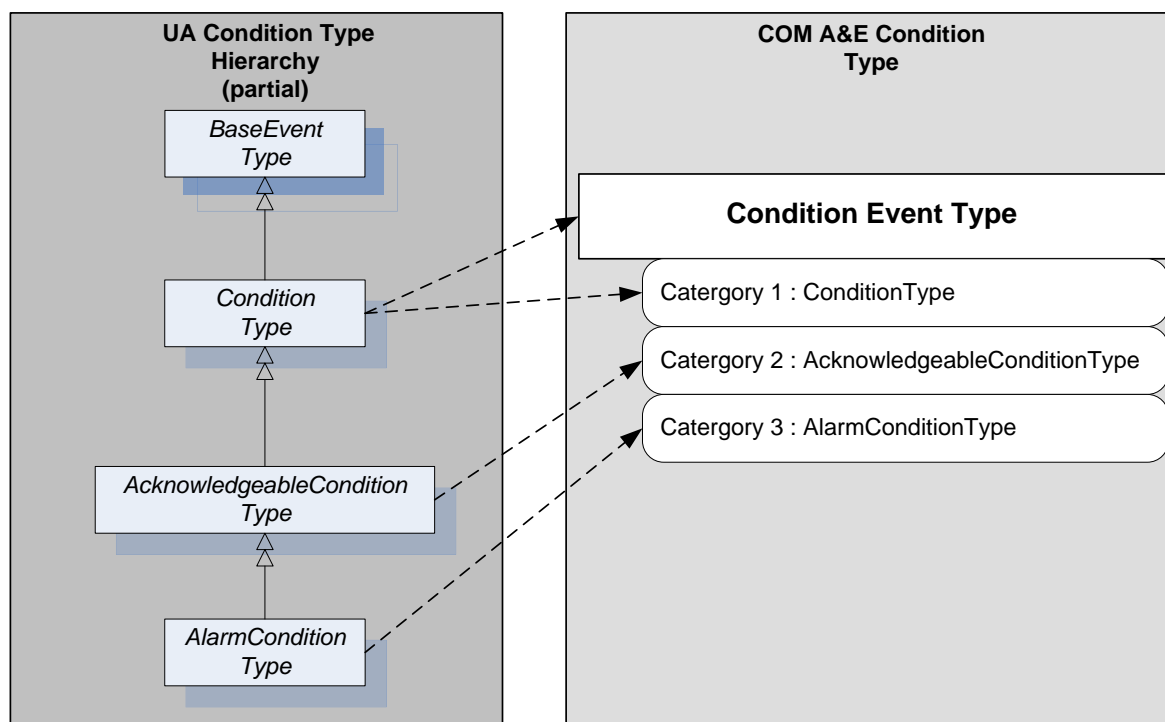 UA Condition Type
Hierarchy
(partial)
BaseEvent
Type
Condition
Type
AcknowledgeableCondition
Type
AlarmCondition
Type
COM A&E Condition
Type
Condition Event Type
Catergory 1 : ConditionType
Catergory 2 : AcknowledgeableConditionType
Catergory 3 : AlarmConditionType